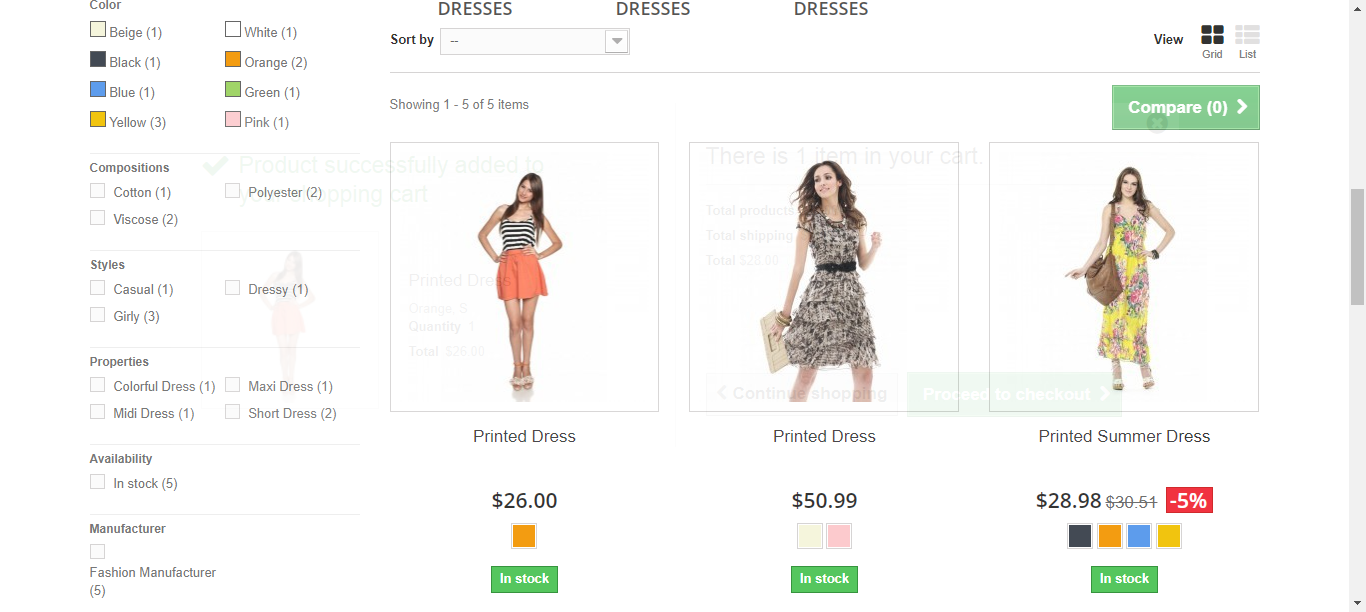 Color
Beige (1)
White (1)
Black (1)
Orange (2)
Blue (1)
Green (1)
Yellow (3)
Pink (1)
Compositions
Cotton (1)
Polyester (2)
Viscose (2)
Styles
Casual (1)
Dressy (1)
Girly (3)
Properties
Colorful Dress (1)
Maxi Dress (1)
Midi Dress (1)
Short Dress (2)
Availability
In stock (5)
Manufacturer
Fashion Manufacturer
(5)
DRESSES DRESSES DRESSES
Sort by --
View
Grid List
Showing 1 - 5 of 5 items
Compare (0)
Product successfully added to
your shopping cart
Printed Dress
Orange, S
Quantity 1
Total $26.00
There is 1 item in your cart.
Total products
Total shipping
Total $28.00
Continue shopping
Proceed to checkout
Printed Dress
$26.00
In stock
Printed Dress
$50.99
In stock
Printed Summer Dress
$28.98 $30.51 -5%
In stock